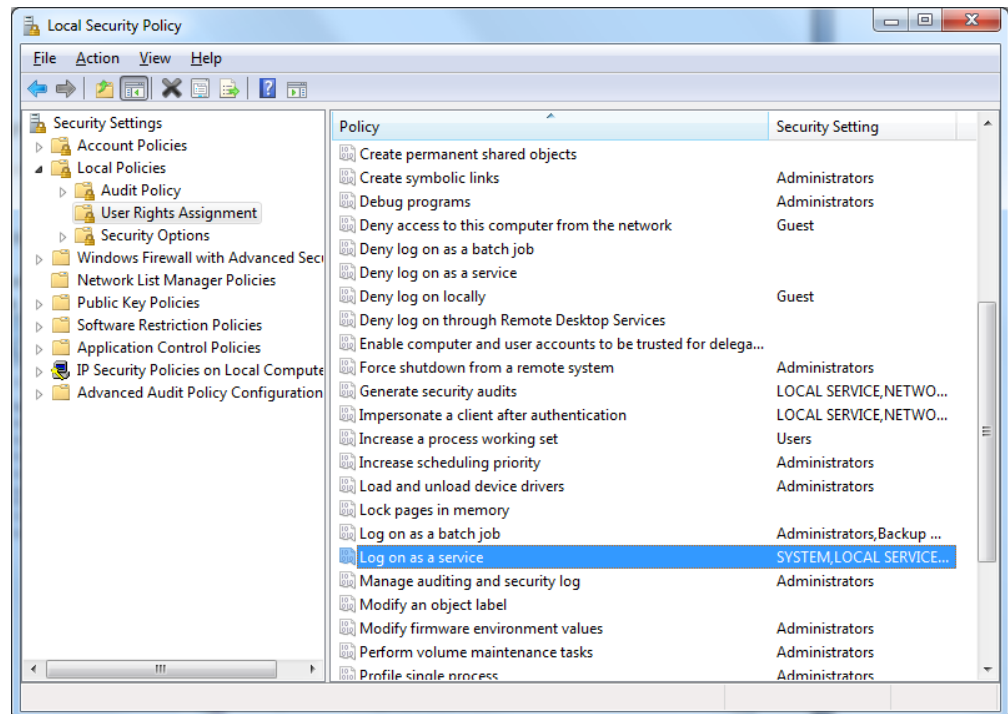 Local Security Policy
File Action View Help
Security Settings
Account Policies
Local Policies
Audit Policy
User Rights Assignment
Security Options
Windows Firewall with Advanced Secu
Network List Manager Policies
Public Key Policies
Software Restriction Policies
Application Control Policies
IP Security Policies on Local Compute
Advanced Audit Policy Configuration
Policy Security Setting
Create permanent shared objects
Create symbolic links Administrators
Debug programs Administrators
Deny access to this computer from the network Guest
Deny log on as a batch job
Deny log on as a service
Deny log on locally Guest
Deny log on through Remote Desktop Services
Enable computer and user accounts to be trusted for delega...
Force shutdown from a remote system Administrators
Generate security audits LOCAL SERVICE,NETWO...
Impersonate a client after authentication LOCAL SERVICE,NETWO...
Increase a process working set Users
Increase scheduling priority Administrators
Load and unload device drivers Administrators
Lock pages in memory
Log on as a batch job Administrators,Backup ...
Log on as a service SYSTEM,LOCAL SERVICE...
Manage auditing and security log Administrators
Modify an object label
Modify firmware environment values Administrators
Perform volume maintenance tasks Administrators
Profile single process Administrators